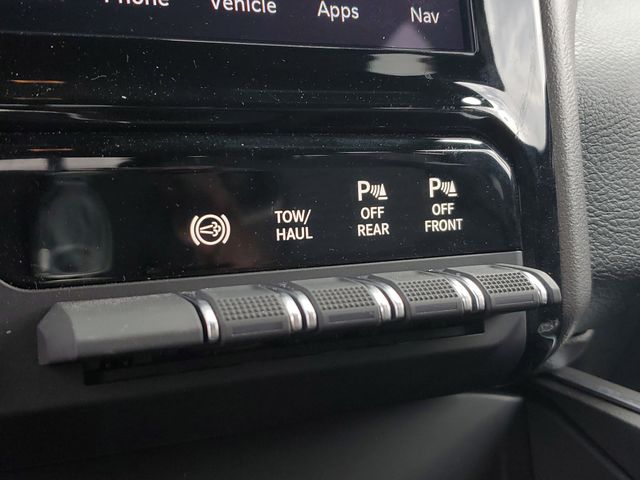 Phone Vehicle Apps Nav
TOW/
HAUL
P
OFF
REAR
P
OFF
FRONT